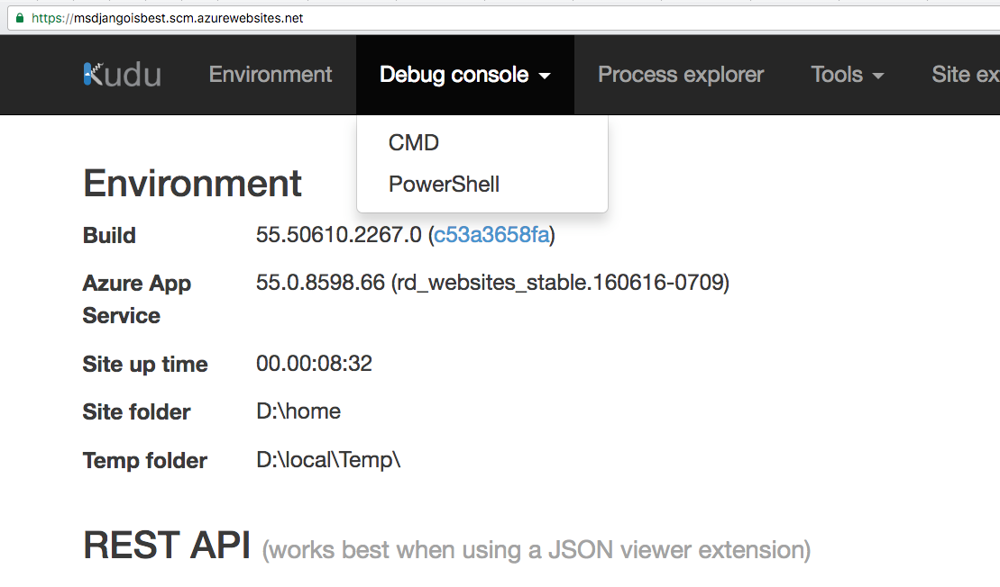 https://msdjangoisbest.scm.azurewebsites.net
Kudu Environment Debug console Process explorer Tools Site ex
CMD
PowerShell
Environment
Build 55.50610.2267.0 (c53a3658fa)
Azure App Service 55.0.8598.66 (rd_websites_stable.160616-0709)
Site up time 00.00:08:32
Site folder D:\home
Temp folder D:\local\Temp\
REST API (works best when using a JSON viewer extension)